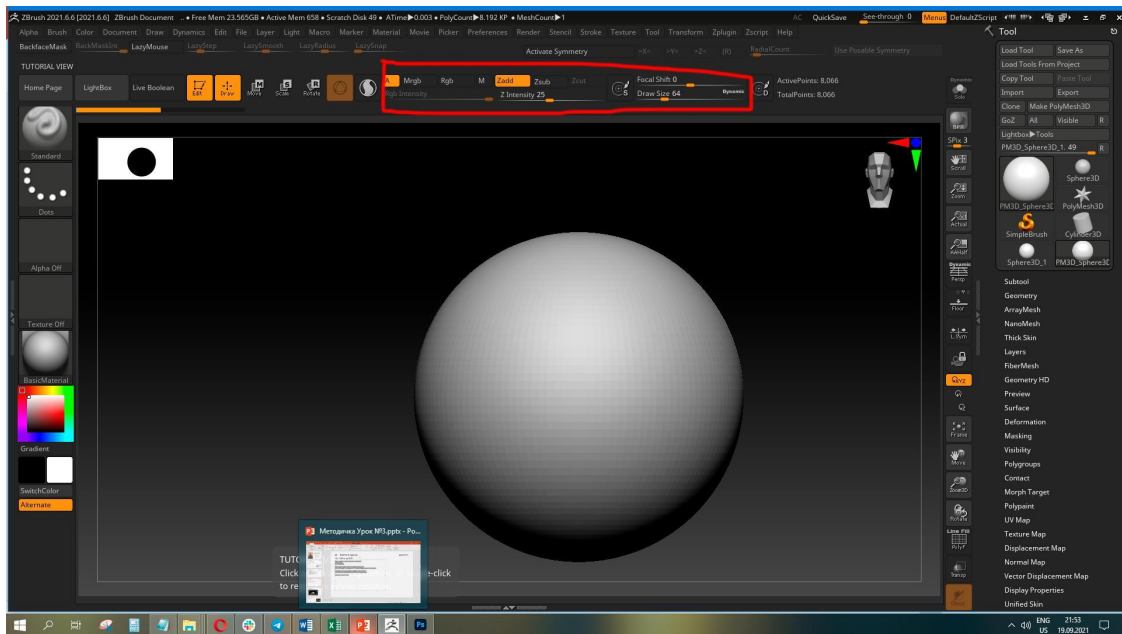 ZBrush 2021.6.6 [2021.6.6] ZBrush Document • Free Mem 23.565GB • Active Mem 658 • Scratch Disk 49 • ATime▶0.003 • PolyCount▶8.192 KP • MeshCount▶1 AC QuickSave See-through 0 Menus DefaultZScript
Alpha Brush Color Document Draw Dynamics Edit File Layer Light Macro Marker Material Movie Picker Preferences Render Stencil Stroke Texture Tool Transform Zplugin Zscript Help
BackfaceMask BackMaskInt LazyMouse LazyStep LazySmooth LazyRadius LazySnap
Activate Symmetry >X< >Y< >Z< (R) RadialCount Use Posable Symmetry
TUTORIAL VIEW
Home Page LightBox Live Boolean Edit Draw Move Scale Rotate
A Mrgb Rgb M Zadd Zsub Zcut
Rgb Intensity Z Intensity 25
S Focal Shift 0
Draw Size 64 Dynamic
D ActivePoints: 8,066
TotalPoints: 8,066
Standard
Dots
Alpha Off
Texture Off
BasicMaterial
Gradient
SwitchColor
Alternate
Методичка Урок №3.pptx - Po...
Click
-click
Dynamic
Solo
BPR
SPix 3
Scroll
Zoom
Actual
AAHalf
Dynamic
Persp
Floor
L.Sym
Qxyz
Frame
Move
Zoom3D
Rotate
Line Fill
PolyF
Transp
Tool
Load Tool Save As
Load Tools From Project
Copy Tool Paste Tool
Import Export
Clone Make PolyMesh3D
GoZ All Visible R
Lightbox▶Tools
PM3D_Sphere3D_1. 49 R
PM3D_Sphere3D Sphere3D
PolyMesh3D
SimpleBrush Cylinder3D
Sphere3D_1 PM3D_Sphere3D
Subtool
Geometry
ArrayMesh
NanoMesh
Thick Skin
Layers
FiberMesh
Geometry HD
Preview
Surface
Deformation
Masking
Visibility
Polygroups
Contact
Morph Target
Polypaint
UV Map
Texture Map
Displacement Map
Normal Map
Vector Displacement Map
Display Properties
Unified Skin
Ps
ENG 21:53
US 19.09.2021